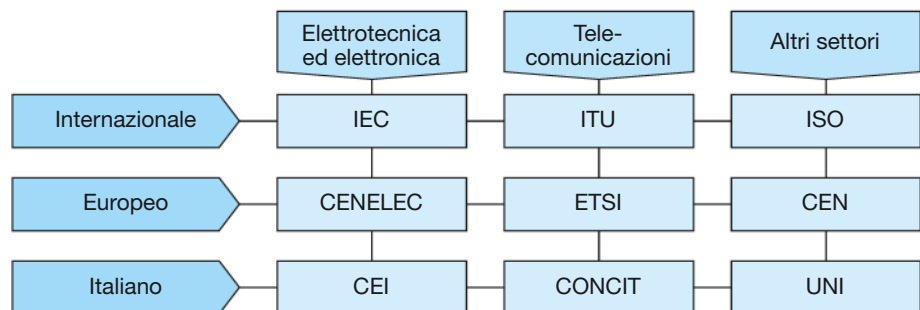 Elettrotecnica
ed elettronica
Tele-
comunicazioni
Altri settori
Internazionale
IEC
ITU
ISO
Europeo
CENELEC
ETSI
CEN
Italiano
CEI
CONCIT
UNI